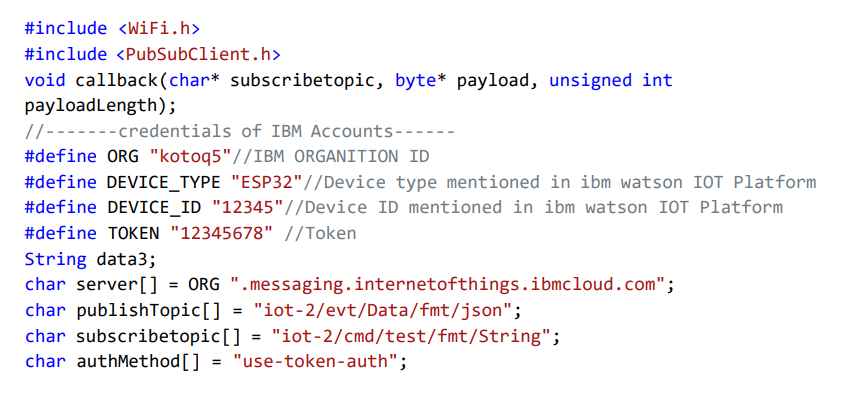 #include <WiFi.h>
#include <PubSubClient.h>
void callback(char* subscribetopic, byte* payload, unsigned int
payloadLength);
//-------credentials of IBM Accounts------
#define ORG "kotoq5"//IBM ORGANITION ID
#define DEVICE_TYPE "ESP32"//Device type mentioned in ibm watson IOT Platform
#define DEVICE_ID "12345"//Device ID mentioned in ibm watson IOT Platform
#define TOKEN "12345678" //Token
String data3;
char server[] = ORG ".messaging.internetofthings.ibmcloud.com";
char publishTopic[] = "iot-2/evt/Data/fmt/json";
char subscribetopic[] = "iot-2/cmd/test/fmt/String";
char authMethod[] = "use-token-auth";